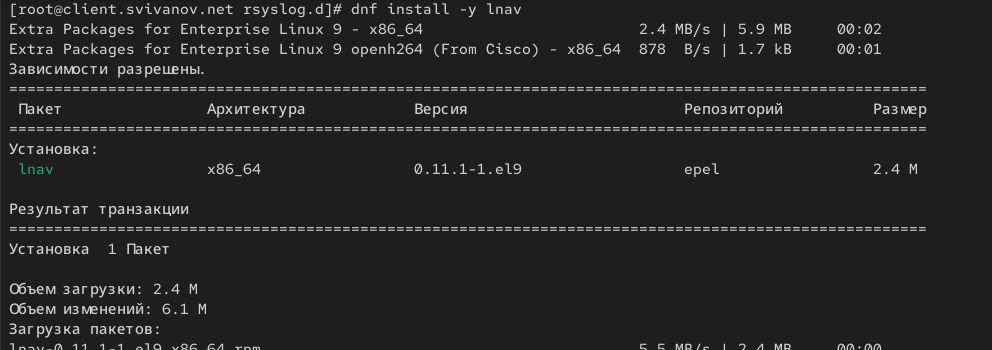 [root@client.svivanov.net rsyslog.d]# dnf install -y lnav
Extra Packages for Enterprise Linux 9 - x86_64 2.4 MB/s | 5.9 MB 00:02
Extra Packages for Enterprise Linux 9 openh264 (From Cisco) - x86_64 878 B/s | 1.7 kB 00:01
Зависимости разрешены.
================================================================================
Пакет Архитектура Версия Репозиторий Размер
================================================================================
Установка:
lnav x86_64 0.11.1-1.el9 epel 2.4 M
Результат транзакции
================================================================================
Установка 1 Пакет
Объем загрузки: 2.4 M
Объем изменений: 6.1 M
Загрузка пакетов:
lnav-0.11.1-1.el9.x86_64.rpm 5.5 MB/s | 2.4 MB 00:00